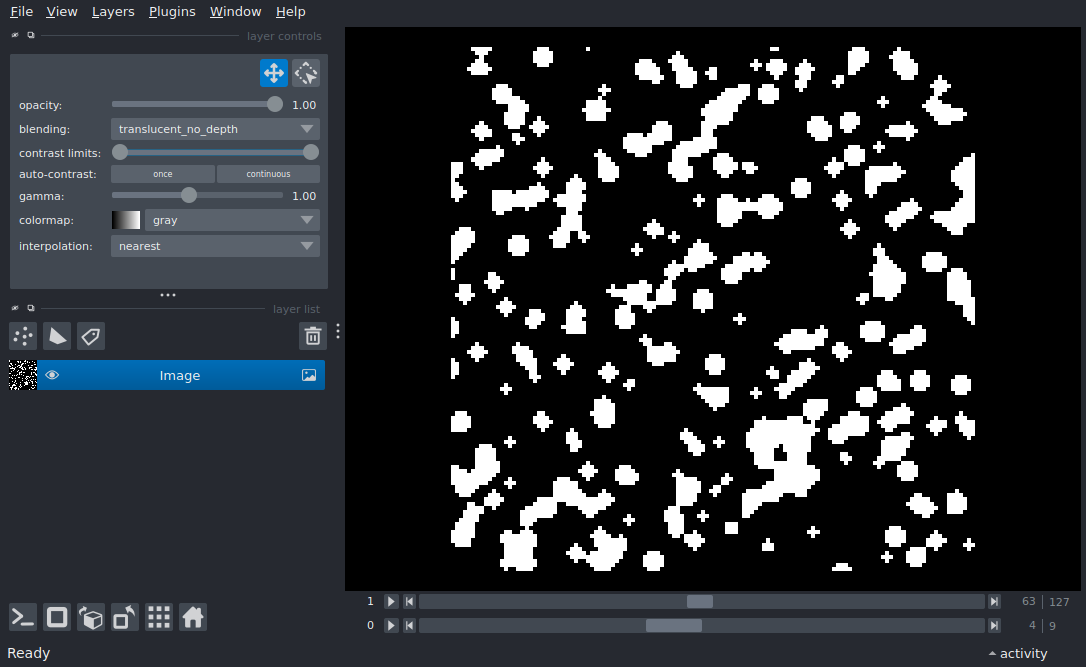 File View Layers Plugins Window Help
layer controls
opacity: 1.00
blending: translucent_no_depth
contrast limits:
auto-contrast: once continuous
gamma: 1.00
colormap: gray
interpolation: nearest
layer list
Image
1 63 127
0 4 9
Ready activity